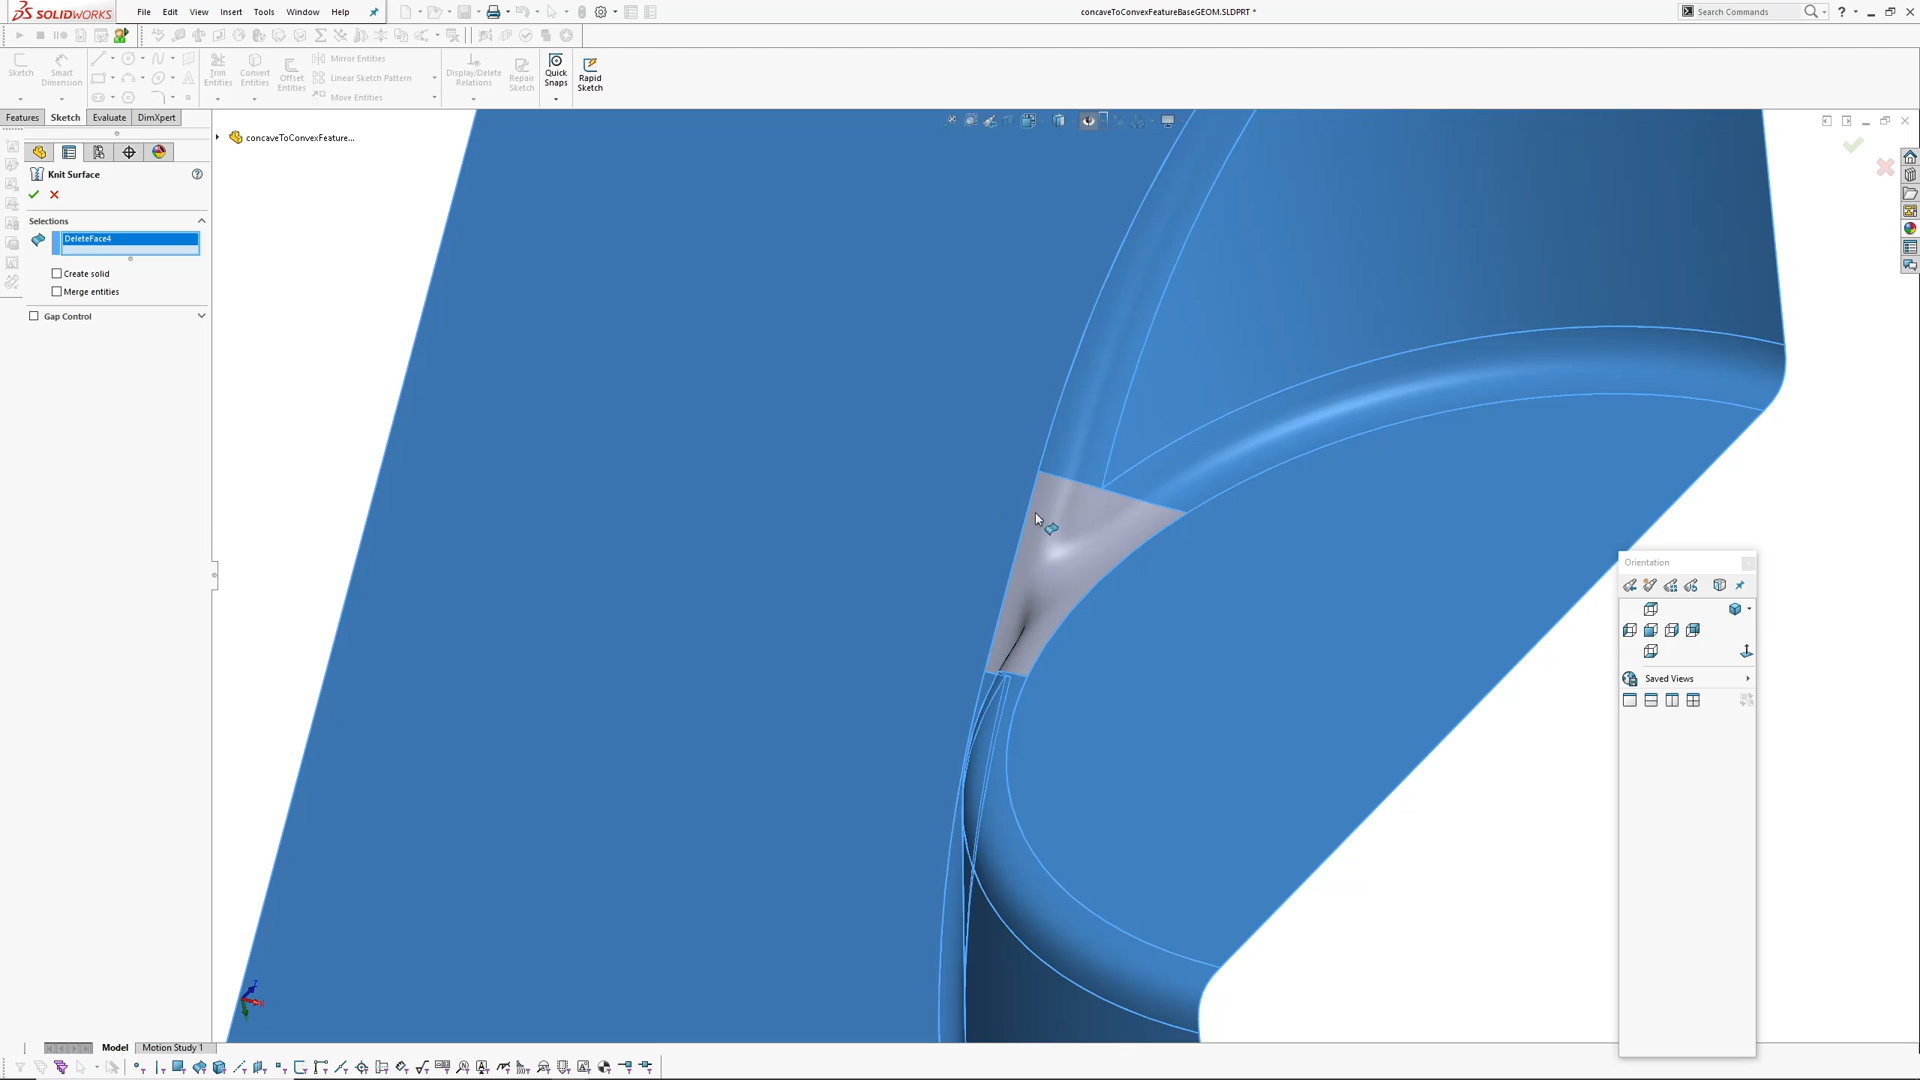 SOLIDWORKS File Edit View Insert Tools Window Help concaveToConvexFeatureBaseGEOM.SLDPRT * Search Commands
Sketch Smart Dimension Trim Entities Convert Entities Offset Entities Mirror Entities Linear Sketch Pattern Move Entities Display/Delete Relations Repair Sketch Quick Snaps Rapid Sketch
Features Sketch Evaluate DimXpert
concaveToConvexFeature...
Knit Surface
Selections
DeleteFace4
Create solid
Merge entities
Gap Control
Orientation
Saved Views
Model Motion Study 1